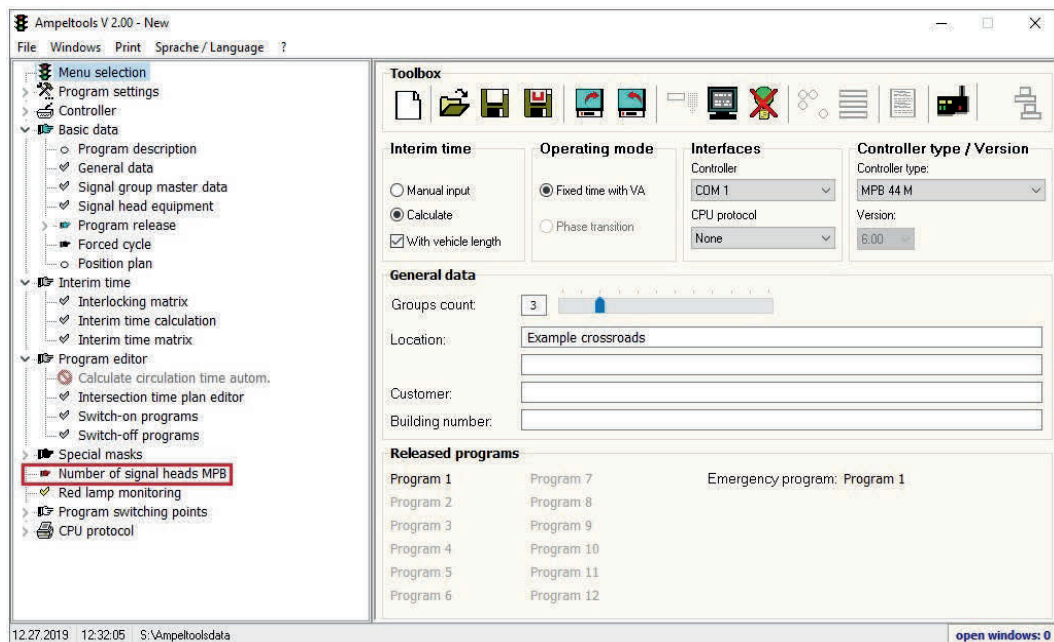 Ampeltools V 2.00 - New
File Windows Print Sprache / Language ?
Menu selection
Program settings
Controller
Basic data
Program description
General data
Signal group master data
Signal head equipment
Program release
Forced cycle
Position plan
Interim time
Interlocking matrix
Interim time calculation
Interim time matrix
Program editor
Calculate circulation time autom.
Intersection time plan editor
Switch-on programs
Switch-off programs
Special masks
Number of signal heads MPB
Red lamp monitoring
Program switching points
CPU protocol
Toolbox
Interim time
Manual input
Calculate
With vehicle length
Operating mode
Fixed time with VA
Phase transition
Interfaces
Controller
COM 1
CPU protocol
None
Controller type / Version
Controller type:
MPB 44 M
Version:
6.00
General data
Groups count: 3
Location: Example crossroads
Customer:
Building number:
Released programs
Program 1 Program 7 Emergency program: Program 1
Program 2 Program 8
Program 3 Program 9
Program 4 Program 10
Program 5 Program 11
Program 6 Program 12
12.27.2019 12:32:05 S:\Ampeltoolsdata open windows: 0